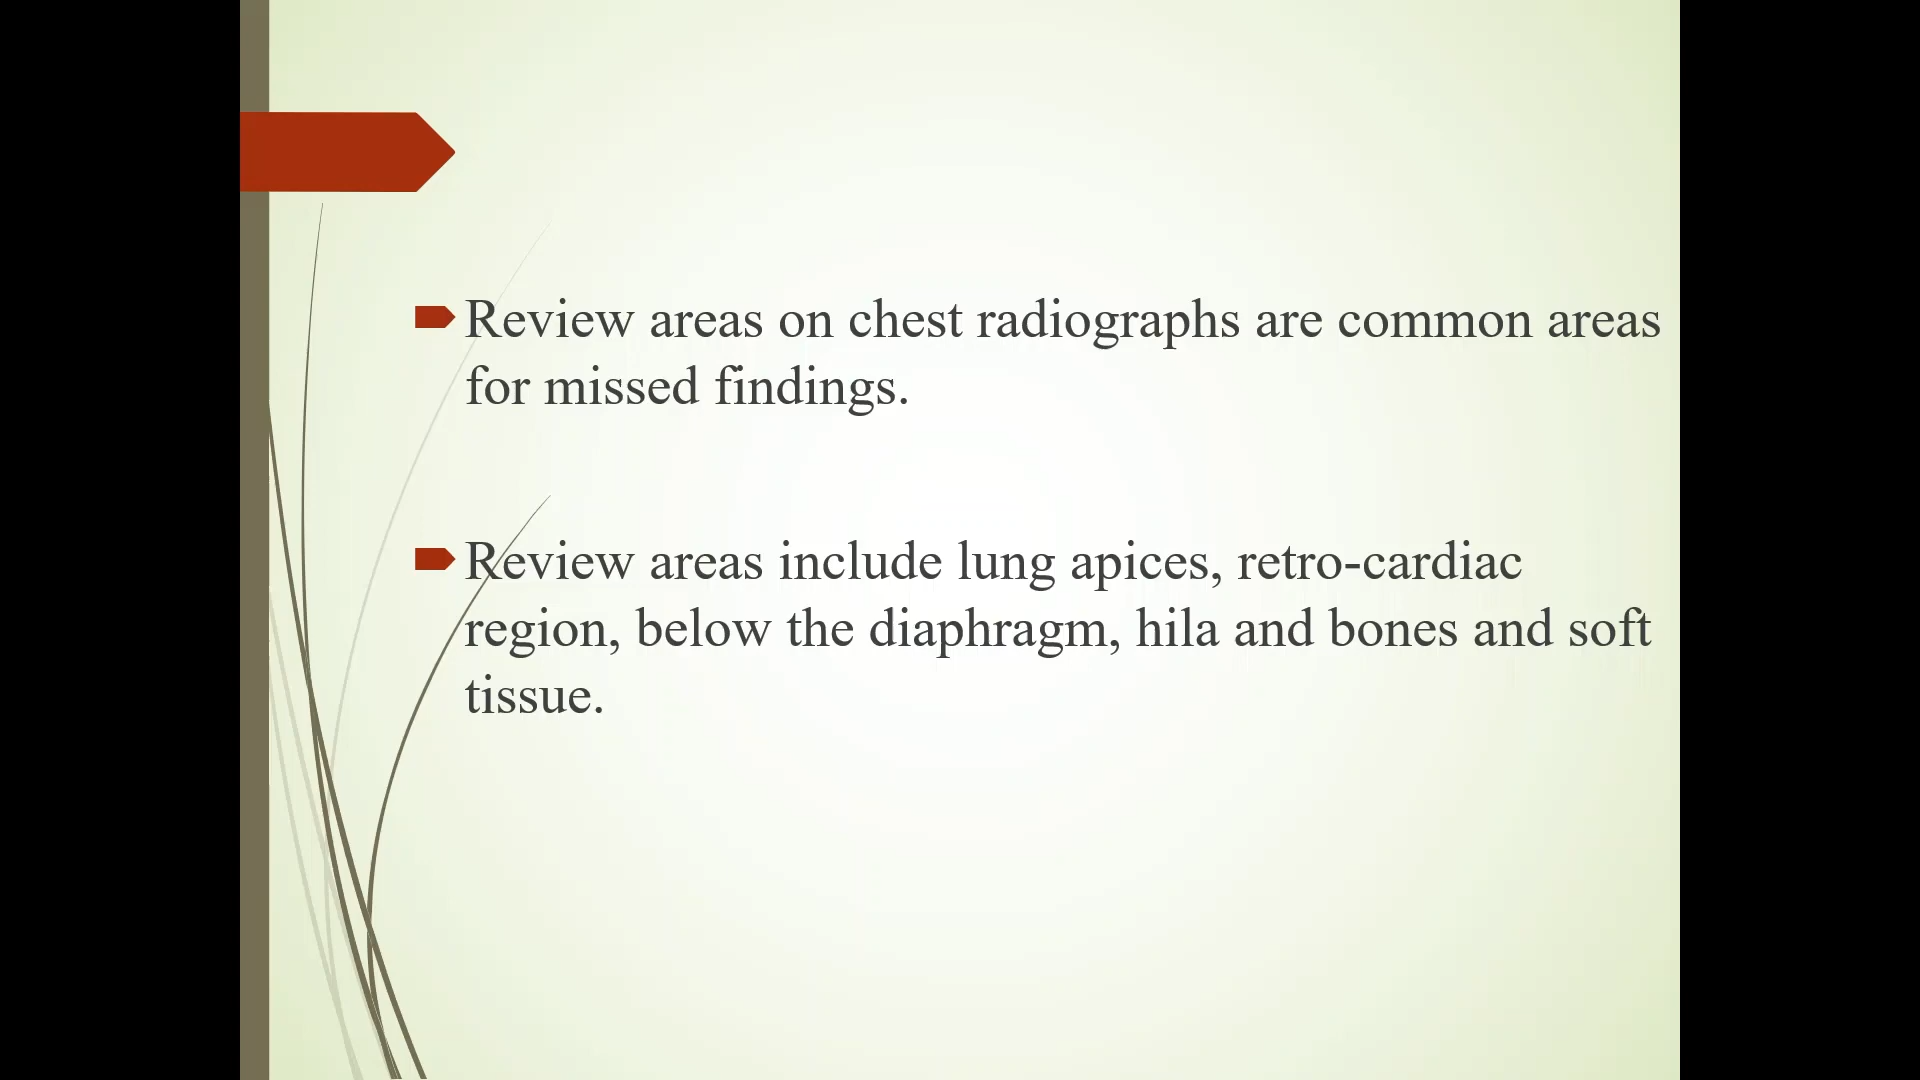 Review areas on chest radiographs are common areas
for missed findings.
Review areas include lung apices, retro-cardiac
region, below the diaphragm, hila and bones and soft
tissue.